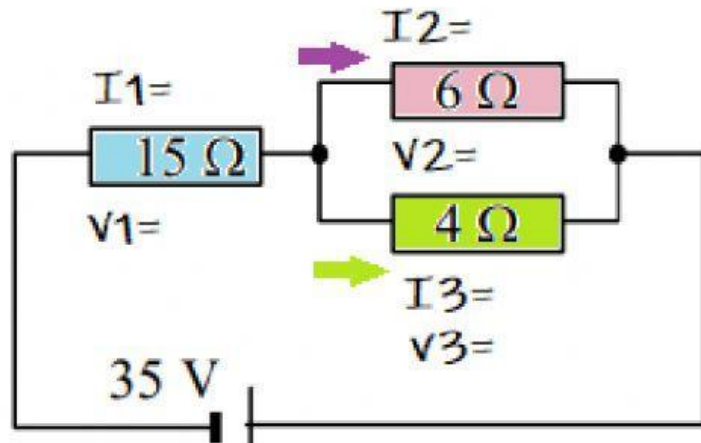 I2=
I1=
6 Ω
15 Ω
V2=
V1=
4 Ω
I3=
V3=
35 V